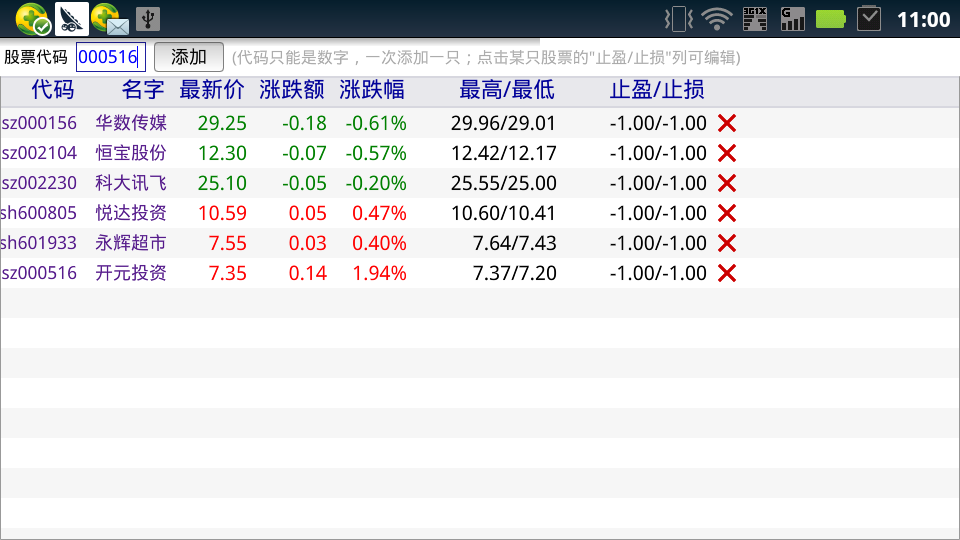 11:00
股票代码 000516 添加 (代码只能是数字，一次添加一只；点击某只股票的"止盈/止损"列可编辑)
代码 名字 最新价 涨跌额 涨跌幅 最高/最低 止盈/止损
sz000156 华数传媒 29.25 -0.18 -0.61% 29.96/29.01 -1.00/-1.00
sz002104 恒宝股份 12.30 -0.07 -0.57% 12.42/12.17 -1.00/-1.00
sz002230 科大讯飞 25.10 -0.05 -0.20% 25.55/25.00 -1.00/-1.00
sh600805 悦达投资 10.59 0.05 0.47% 10.60/10.41 -1.00/-1.00
sh601933 永辉超市 7.55 0.03 0.40% 7.64/7.43 -1.00/-1.00
sz000516 开元投资 7.35 0.14 1.94% 7.37/7.20 -1.00/-1.00